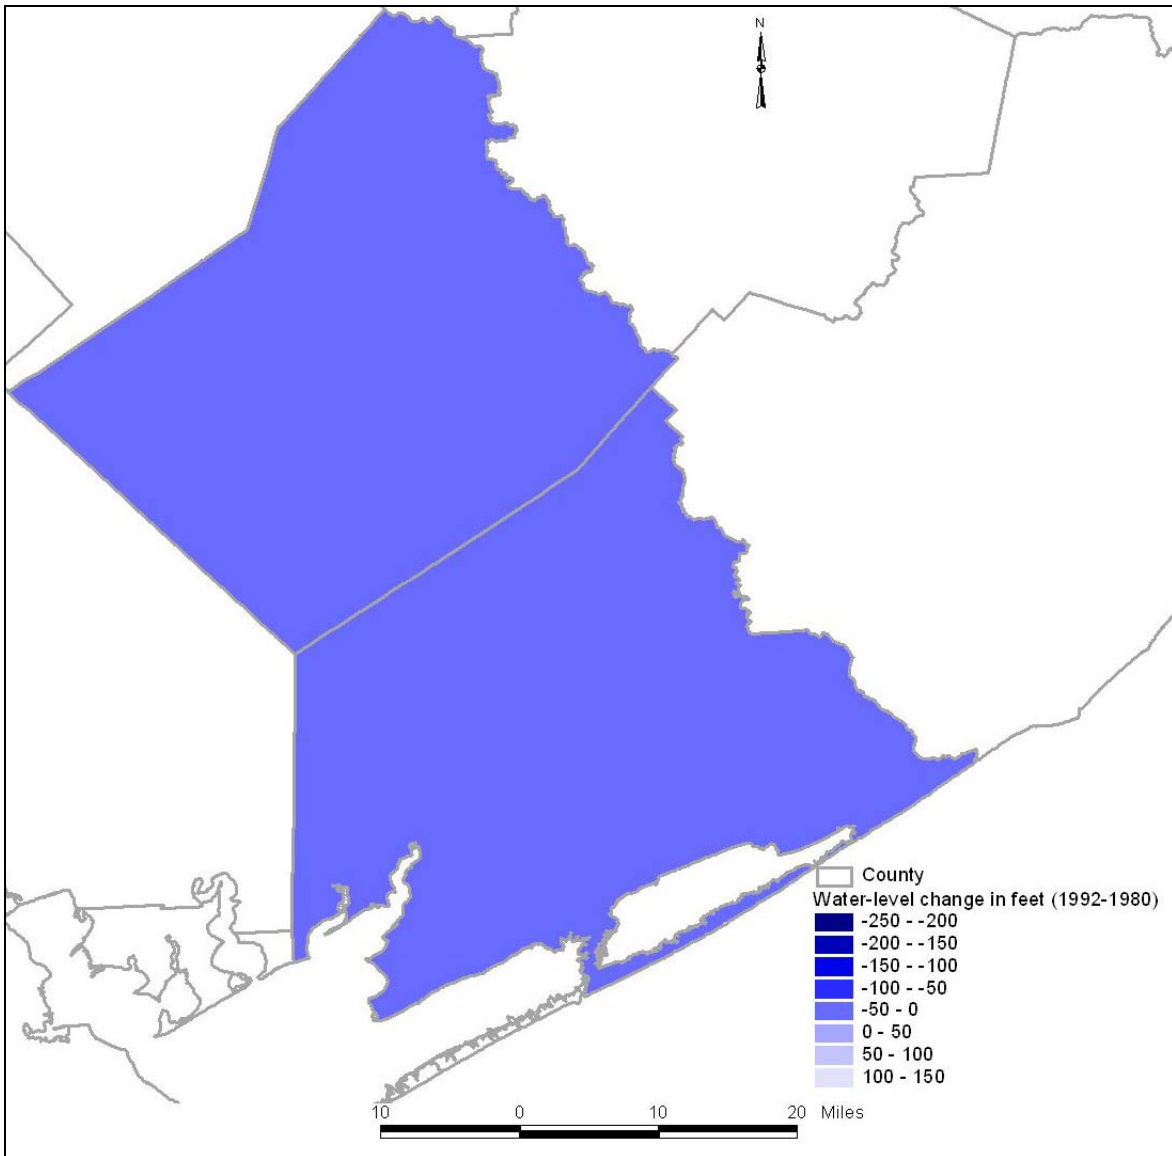 N
County
Water-level change in feet (1992-1980)
-250 - -200
-200 - -150
-150 - -100
-100 - -50
-50 - 0
0 - 50
50 - 100
100 - 150
10 0 10 20 Miles